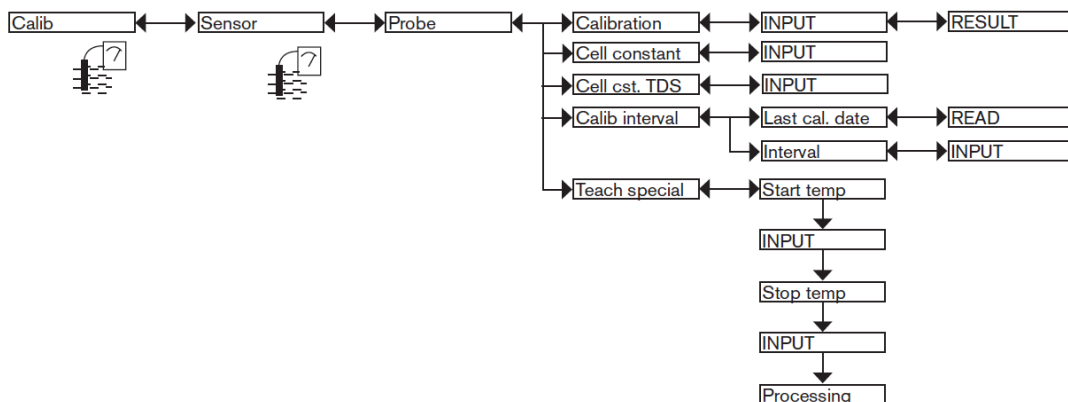 Calib
Sensor
Probe
Calibration
INPUT
RESULT
Cell constant
INPUT
Cell cst. TDS
INPUT
Calib interval
Last cal. date
READ
Interval
INPUT
Teach special
Start temp
INPUT
Stop temp
INPUT
Processing